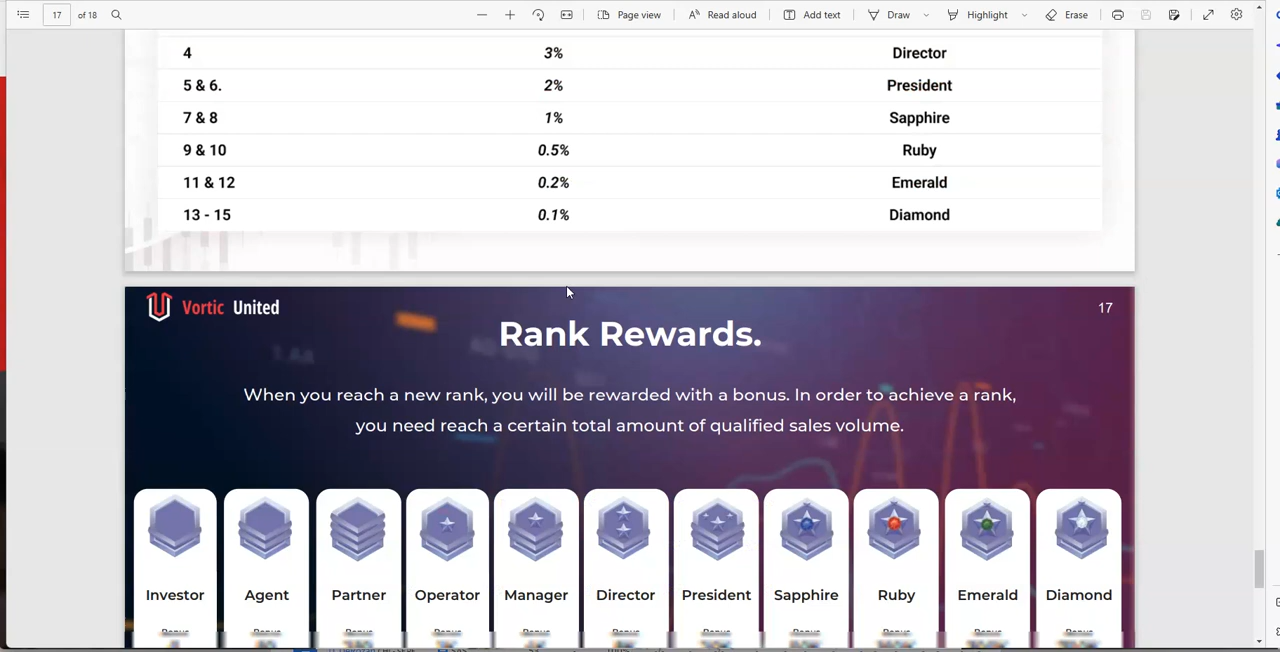 17 of 18 Page view Read aloud Add text Draw Highlight Erase
4 3% Director
5 & 6. 2% President
7 & 8 1% Sapphire
9 & 10 0.5% Ruby
11 & 12 0.2% Emerald
13 - 15 0.1% Diamond
Vortic United 17
Rank Rewards.
When you reach a new rank, you will be rewarded with a bonus. In order to achieve a rank,
you need reach a certain total amount of qualified sales volume.
Investor Agent Partner Operator Manager Director President Sapphire Ruby Emerald Diamond